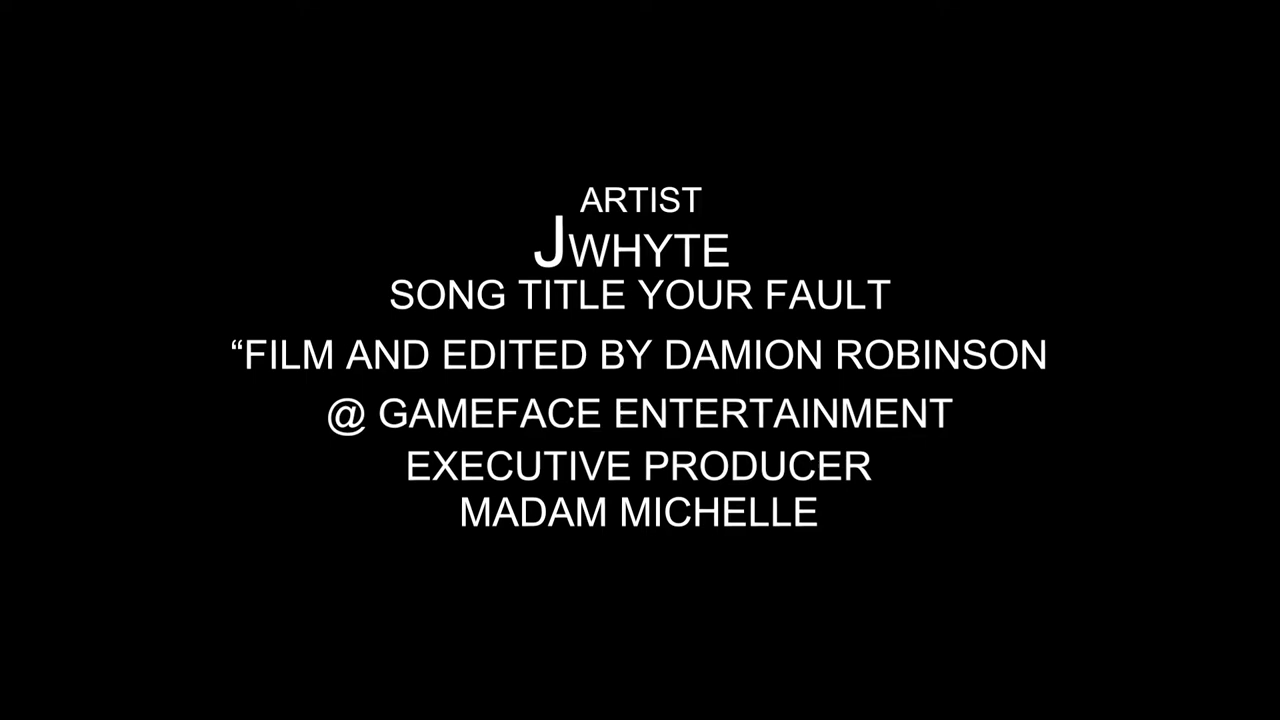 ARTIST
JWHYTE
SONG TITLE YOUR FAULT
“FILM AND EDITED BY DAMION ROBINSON
@ GAMEFACE ENTERTAINMENT
EXECUTIVE PRODUCER
MADAM MICHELLE